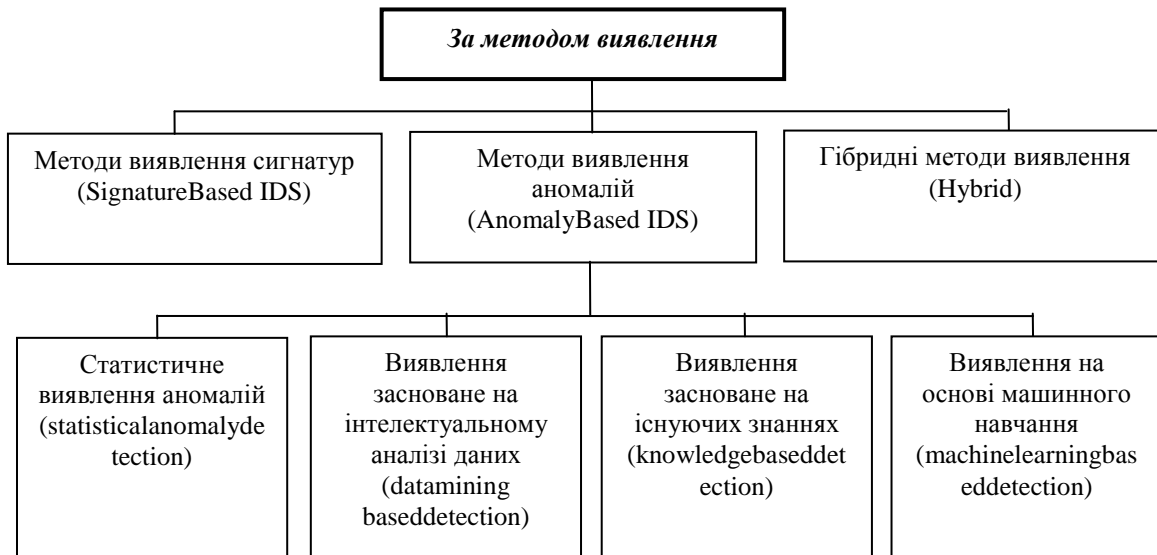 За методом виявлення
Методи виявлення сигнатур
(SignatureBased IDS)
Методи виявлення
аномалій
(AnomalyBased IDS)
Гібридні методи виявлення
(Hybrid)
Статистичне
виявлення аномалій
(statisticalanomalyde
tection)
Виявлення
засноване на
інтелектуальному
аналізі даних
(datamining
baseddetection)
Виявлення
засноване на
існуючих знаннях
(knowledgebaseddet
ection)
Виявлення на
основі машинного
навчання
(machinelearningbas
eddetection)